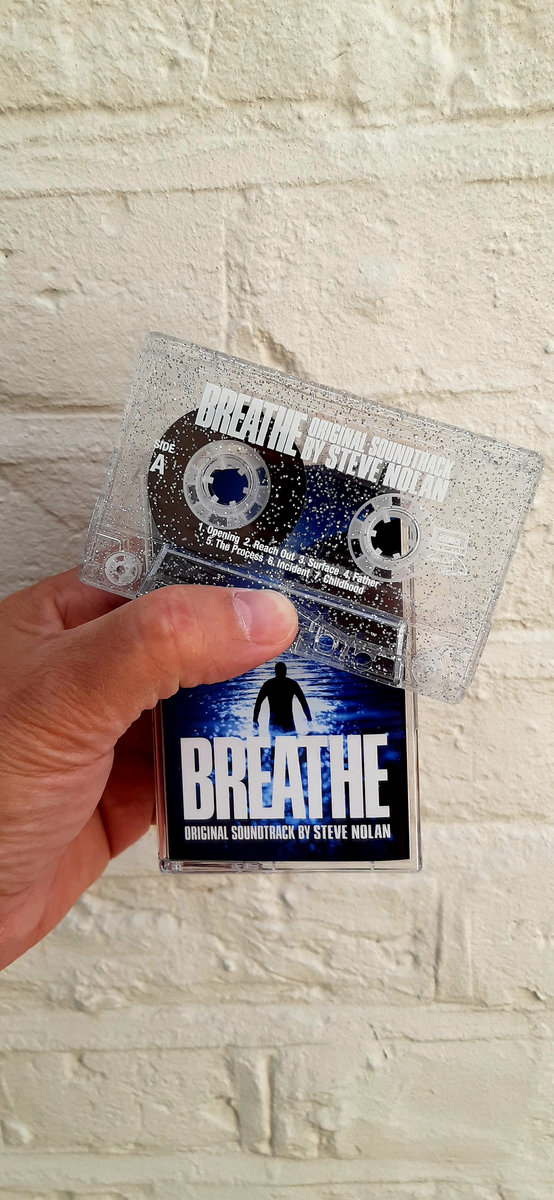 BREATHE ORIGINAL SOUNDTRACK
BY STEVE NOLAN
SIDE
A
1. Opening 2. Reach Out 3. Surface 4. Father
5. The Process 6. Incident 7. Childhood
BREATHE
ORIGINAL SOUNDTRACK BY STEVE NOLAN